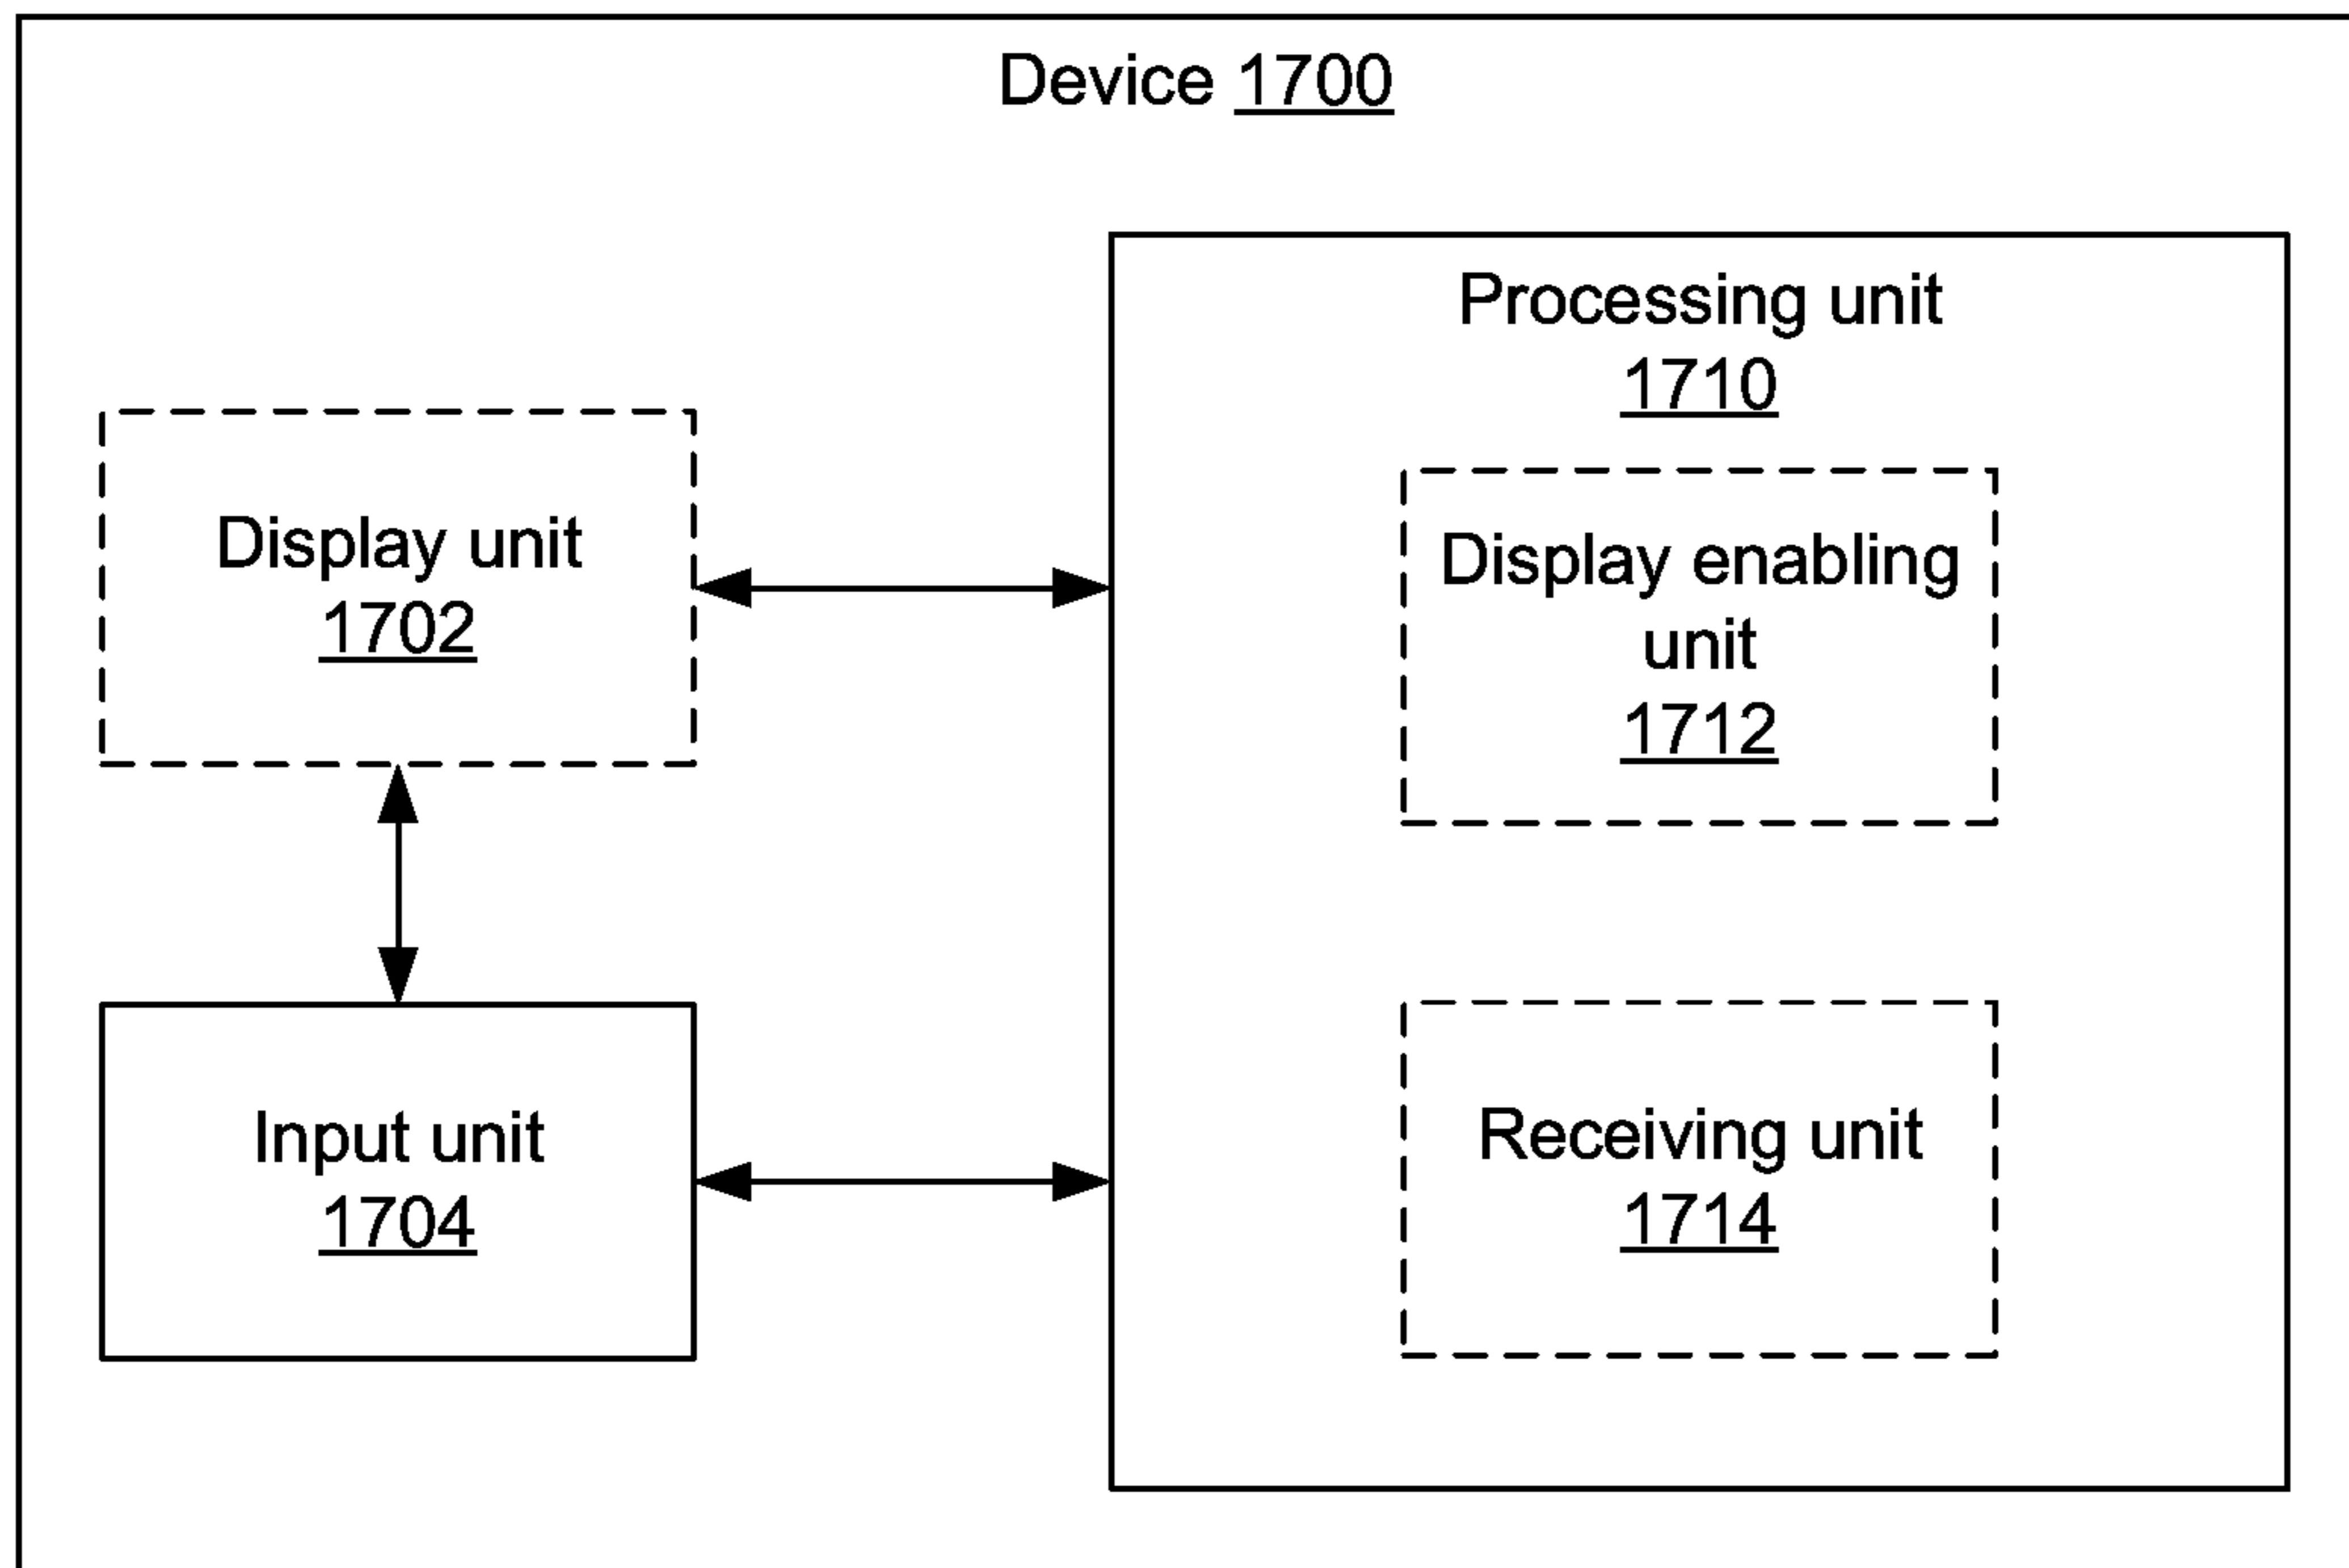 Device 1700
Processing unit
1710
Display unit
1702
Display enabling
unit
1712
Input unit
1704
Receiving unit
1714